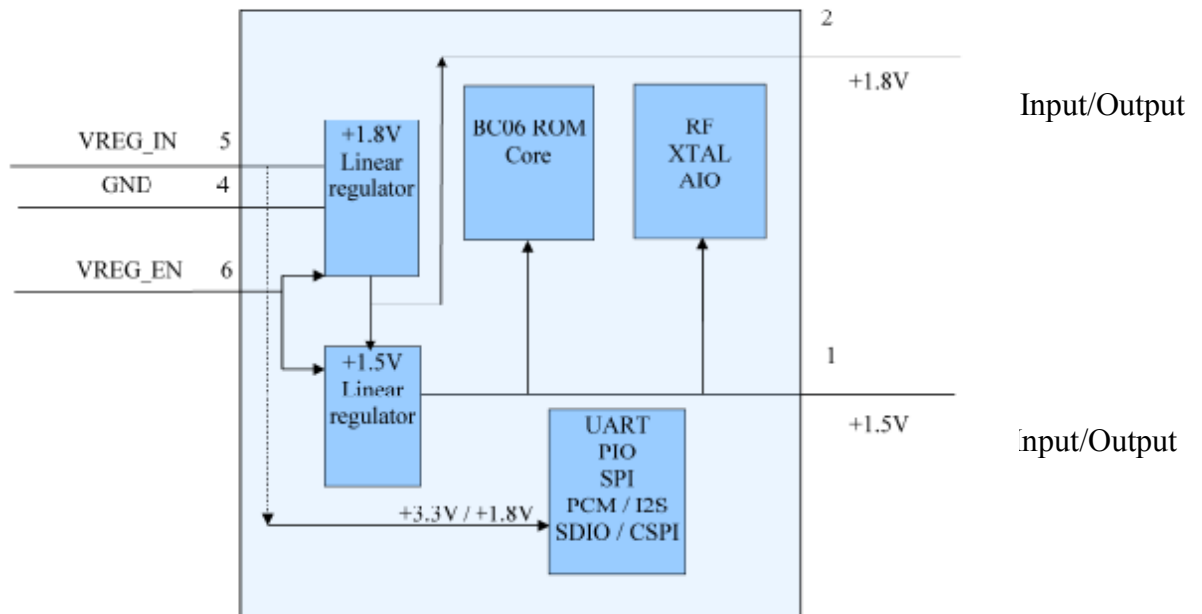 2
+1.8V
Input/Output
VREG_IN 5
GND 4
VREG_EN 6
+1.8V
Linear
regulator
BC06 ROM
Core
RF
XTAL
AIO
+1.5V
Linear
regulator
1
+1.5V
Input/Output
UART
PIO
SPI
PCM / I2S
SDIO / CSPI
+3.3V / +1.8V